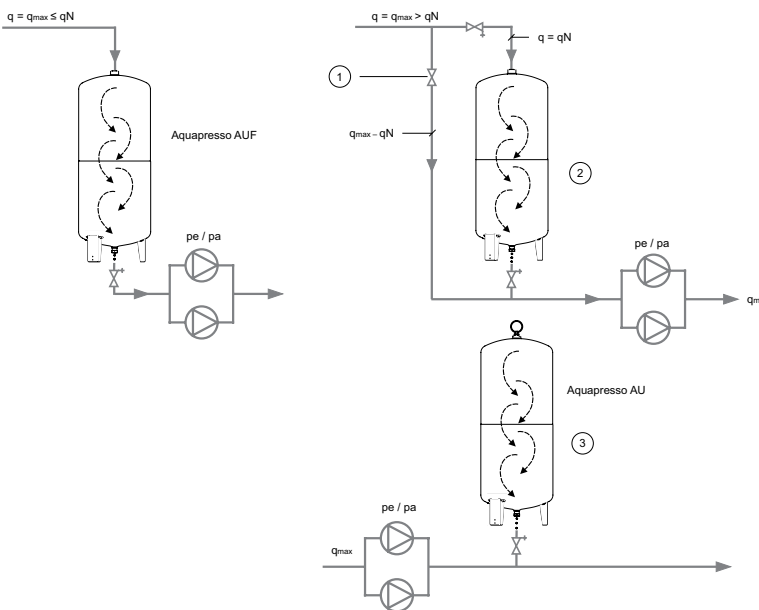 q = qmax ≤ qN
Aquapresso AUF
pe / pa
q = qmax > qN
q = qN
1
qmax – qN
2
pe / pa
Aquapresso AU
3
pe / pa
qmax